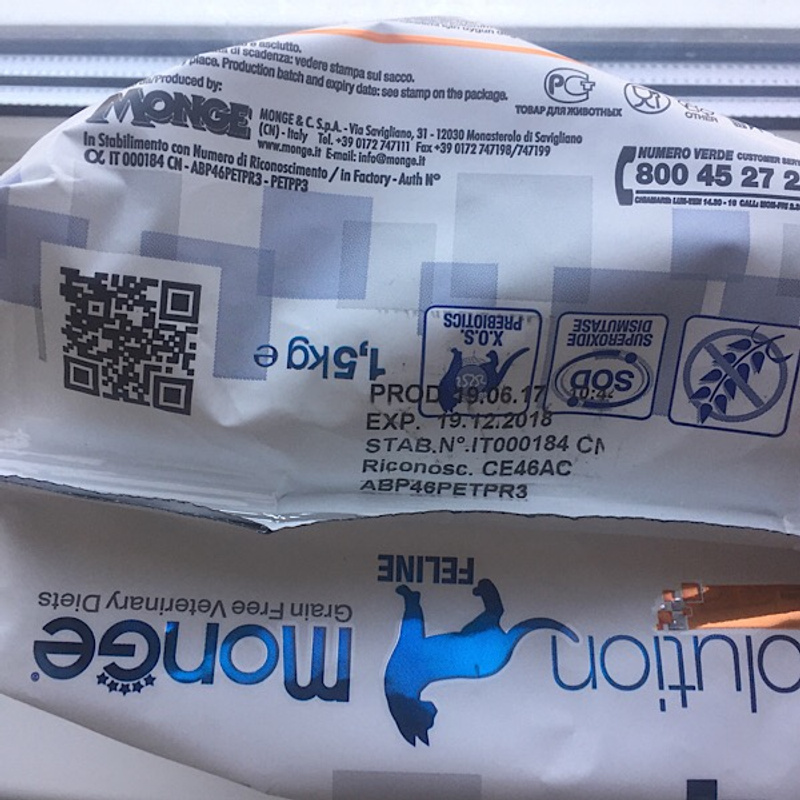 o asciutto.
di scadenza: vedere stampa sul sacco.
place. Production batch and expiry date: see stamp on the package.
/Produced by:
MONGE
MONGE & C. S.p.A. - Via Savigliano, 31 - 12030 Monasterolo di Savigliano
(CN) - Italy Tel. +39 0172 747111 Fax +39 0172 747198/747199
www.monge.it E-mail: info@monge.it
In Stabilimento con Numero di Riconoscimento / in Factory - Auth N°
α IT 000184 CN - ABP46PETPR3 - PETPP3
ТОВАР ДЛЯ ЖИВОТНЫХ
OTHER
NUMERO VERDE CUSTOMER
800 45 27 2
1,5kg e
X.O.S.
PREBIOTICS
SUPEROXIDE
DISMUTASE
SOD
PROD 19.06.17 10:4
EXP. 19.12.2018
STAB.N°.IT000184 CN
Riconosc. CE46AC
ABP46PETPR3
FELINE
Grain Free Veterinary Diets
monge
olution